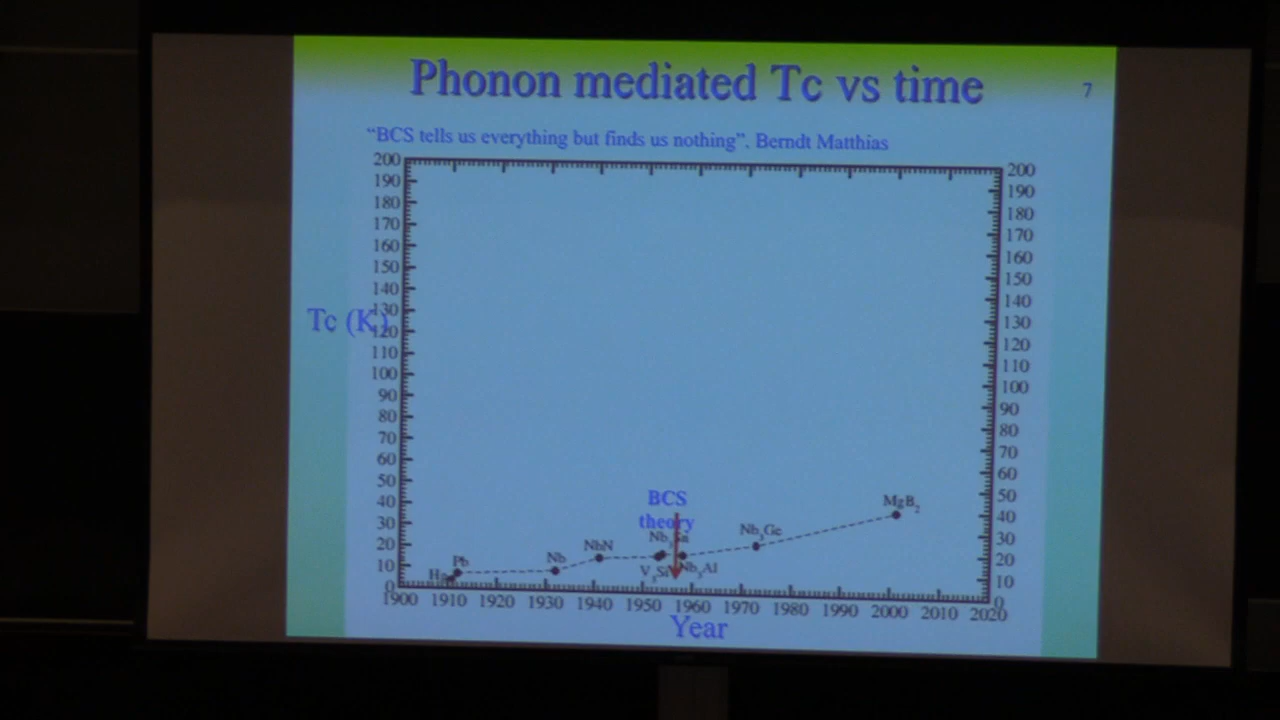 Phonon mediated Tc vs time
7
“BCS tells us everything but finds us nothing”. Berndt Matthias
200
190
180
170
160
150
140
130
120
110
100
90
80
70
60
50
40
30
20
10
0
Tc (K)
200
190
180
170
160
150
140
130
120
110
100
90
80
70
60
50
40
30
20
10
0
BCS
theory
Hg
Pb
Nb
NbN
Nb₃Sn
V₃Si
Nb₃Al
Nb₃Ge
MgB₂
1900 1910 1920 1930 1940 1950 1960 1970 1980 1990 2000 2010 2020
Year